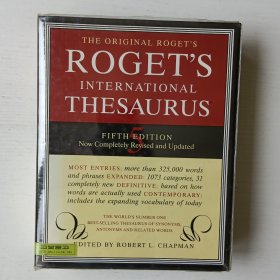 THE ORIGINAL ROGET'S
ROGET'S
INTERNATIONAL
THESAURUS
5
FIFTH EDITION
Now Completely Revised and Updated
MOST ENTRIES: more than 325,000 words
and phrases EXPANDED: 1073 categories, 31
completely new DEFINITIVE: based on how
words are actually used CONTEMPORARY:
includes the expanding vocabulary of today
THE WORLD'S NUMBER ONE
BEST-SELLING THESAURUS OF SYNONYMS,
ANTONYMS AND RELATED WORDS
EDITED BY ROBERT L. CHAPMAN